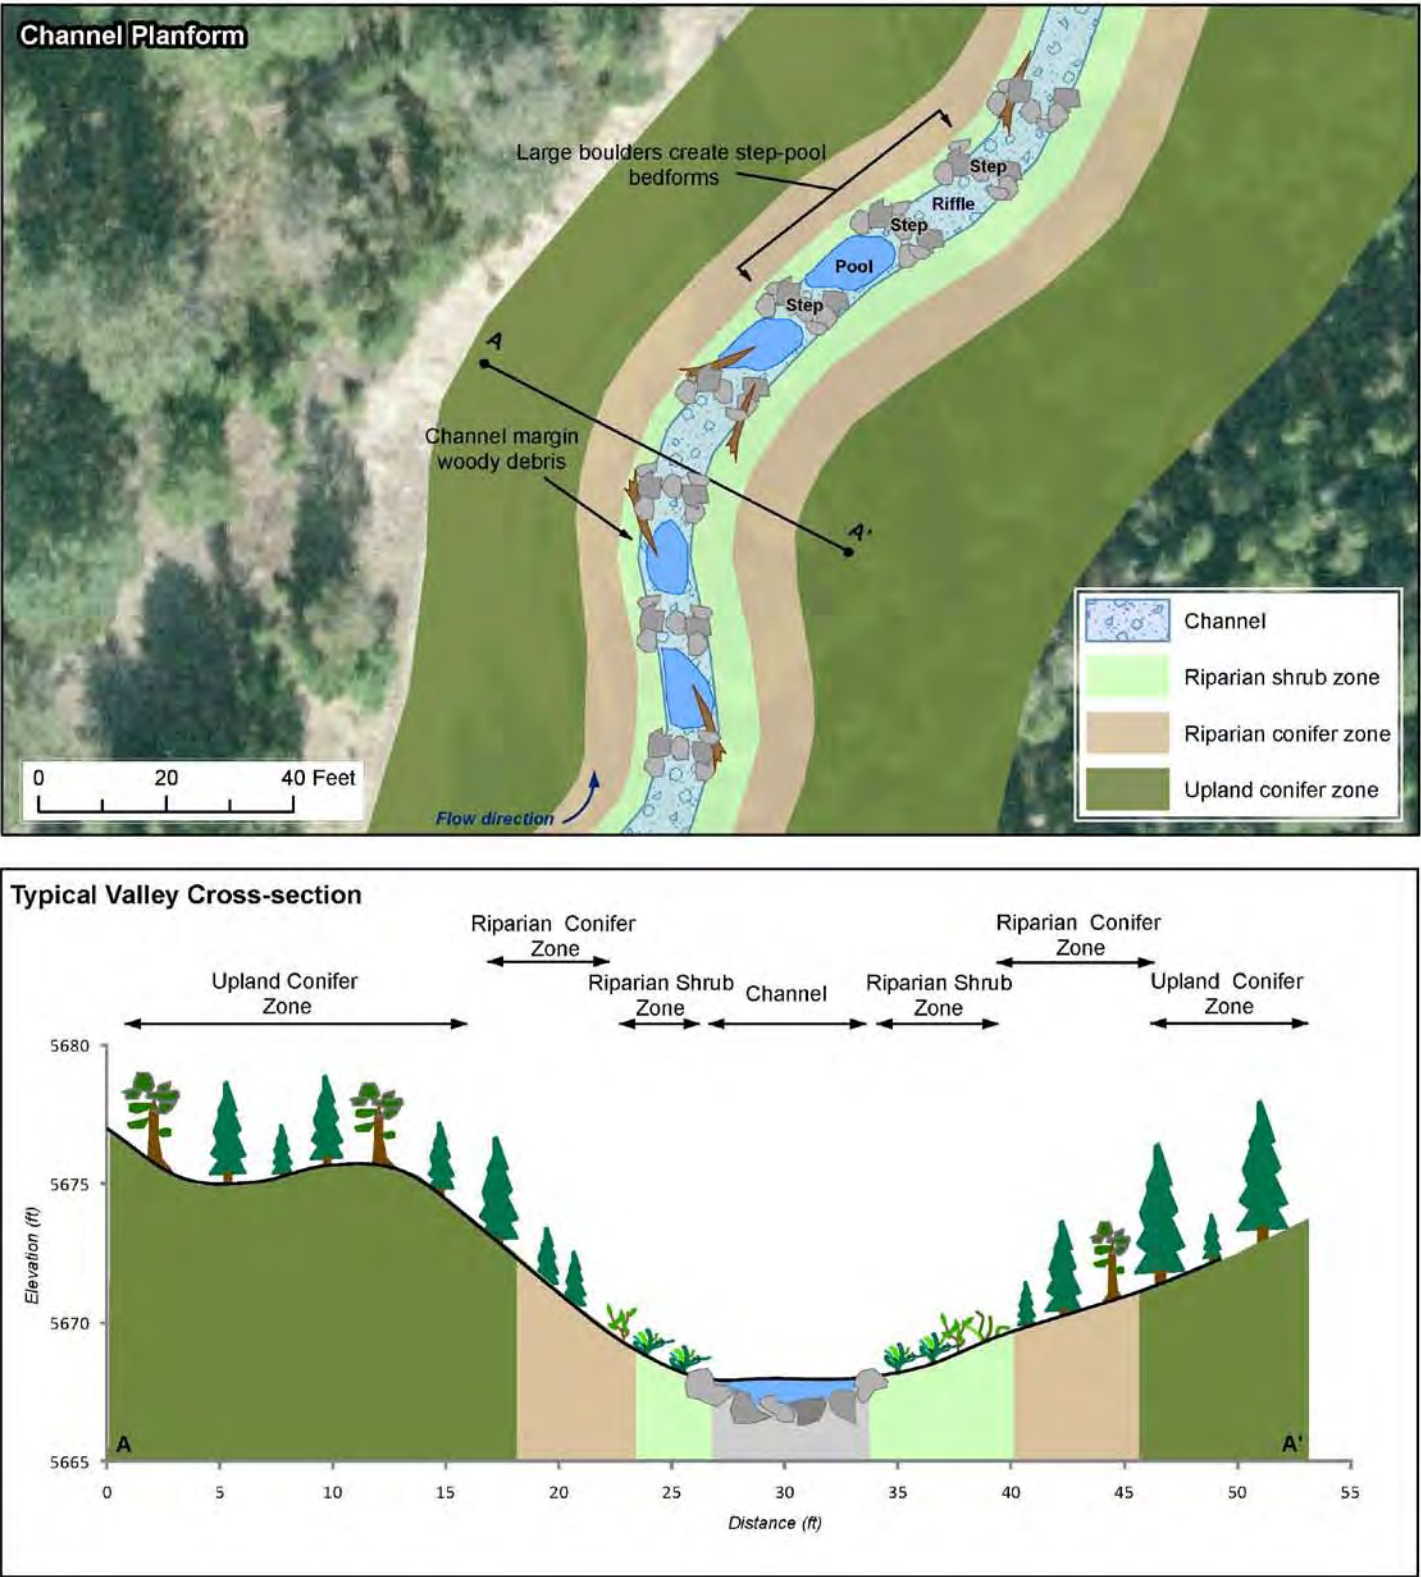 Channel Planform
Large boulders create step-pool
bedforms
Step
Riffle
Step
Pool
Step
A
Channel margin
woody debris
A'
Channel
Riparian shrub zone
Riparian conifer zone
Upland conifer zone
0 20 40 Feet
Flow direction
Typical Valley Cross-section
Riparian Conifer
Zone
Riparian Conifer
Zone
Upland Conifer
Zone
Riparian Shrub
Zone
Channel
Riparian Shrub
Zone
Upland Conifer
Zone
5680
5675
5670
5665
Elevation (ft)
A
A'
0 5 10 15 20 25 30 35 40 45 50 55
Distance (ft)